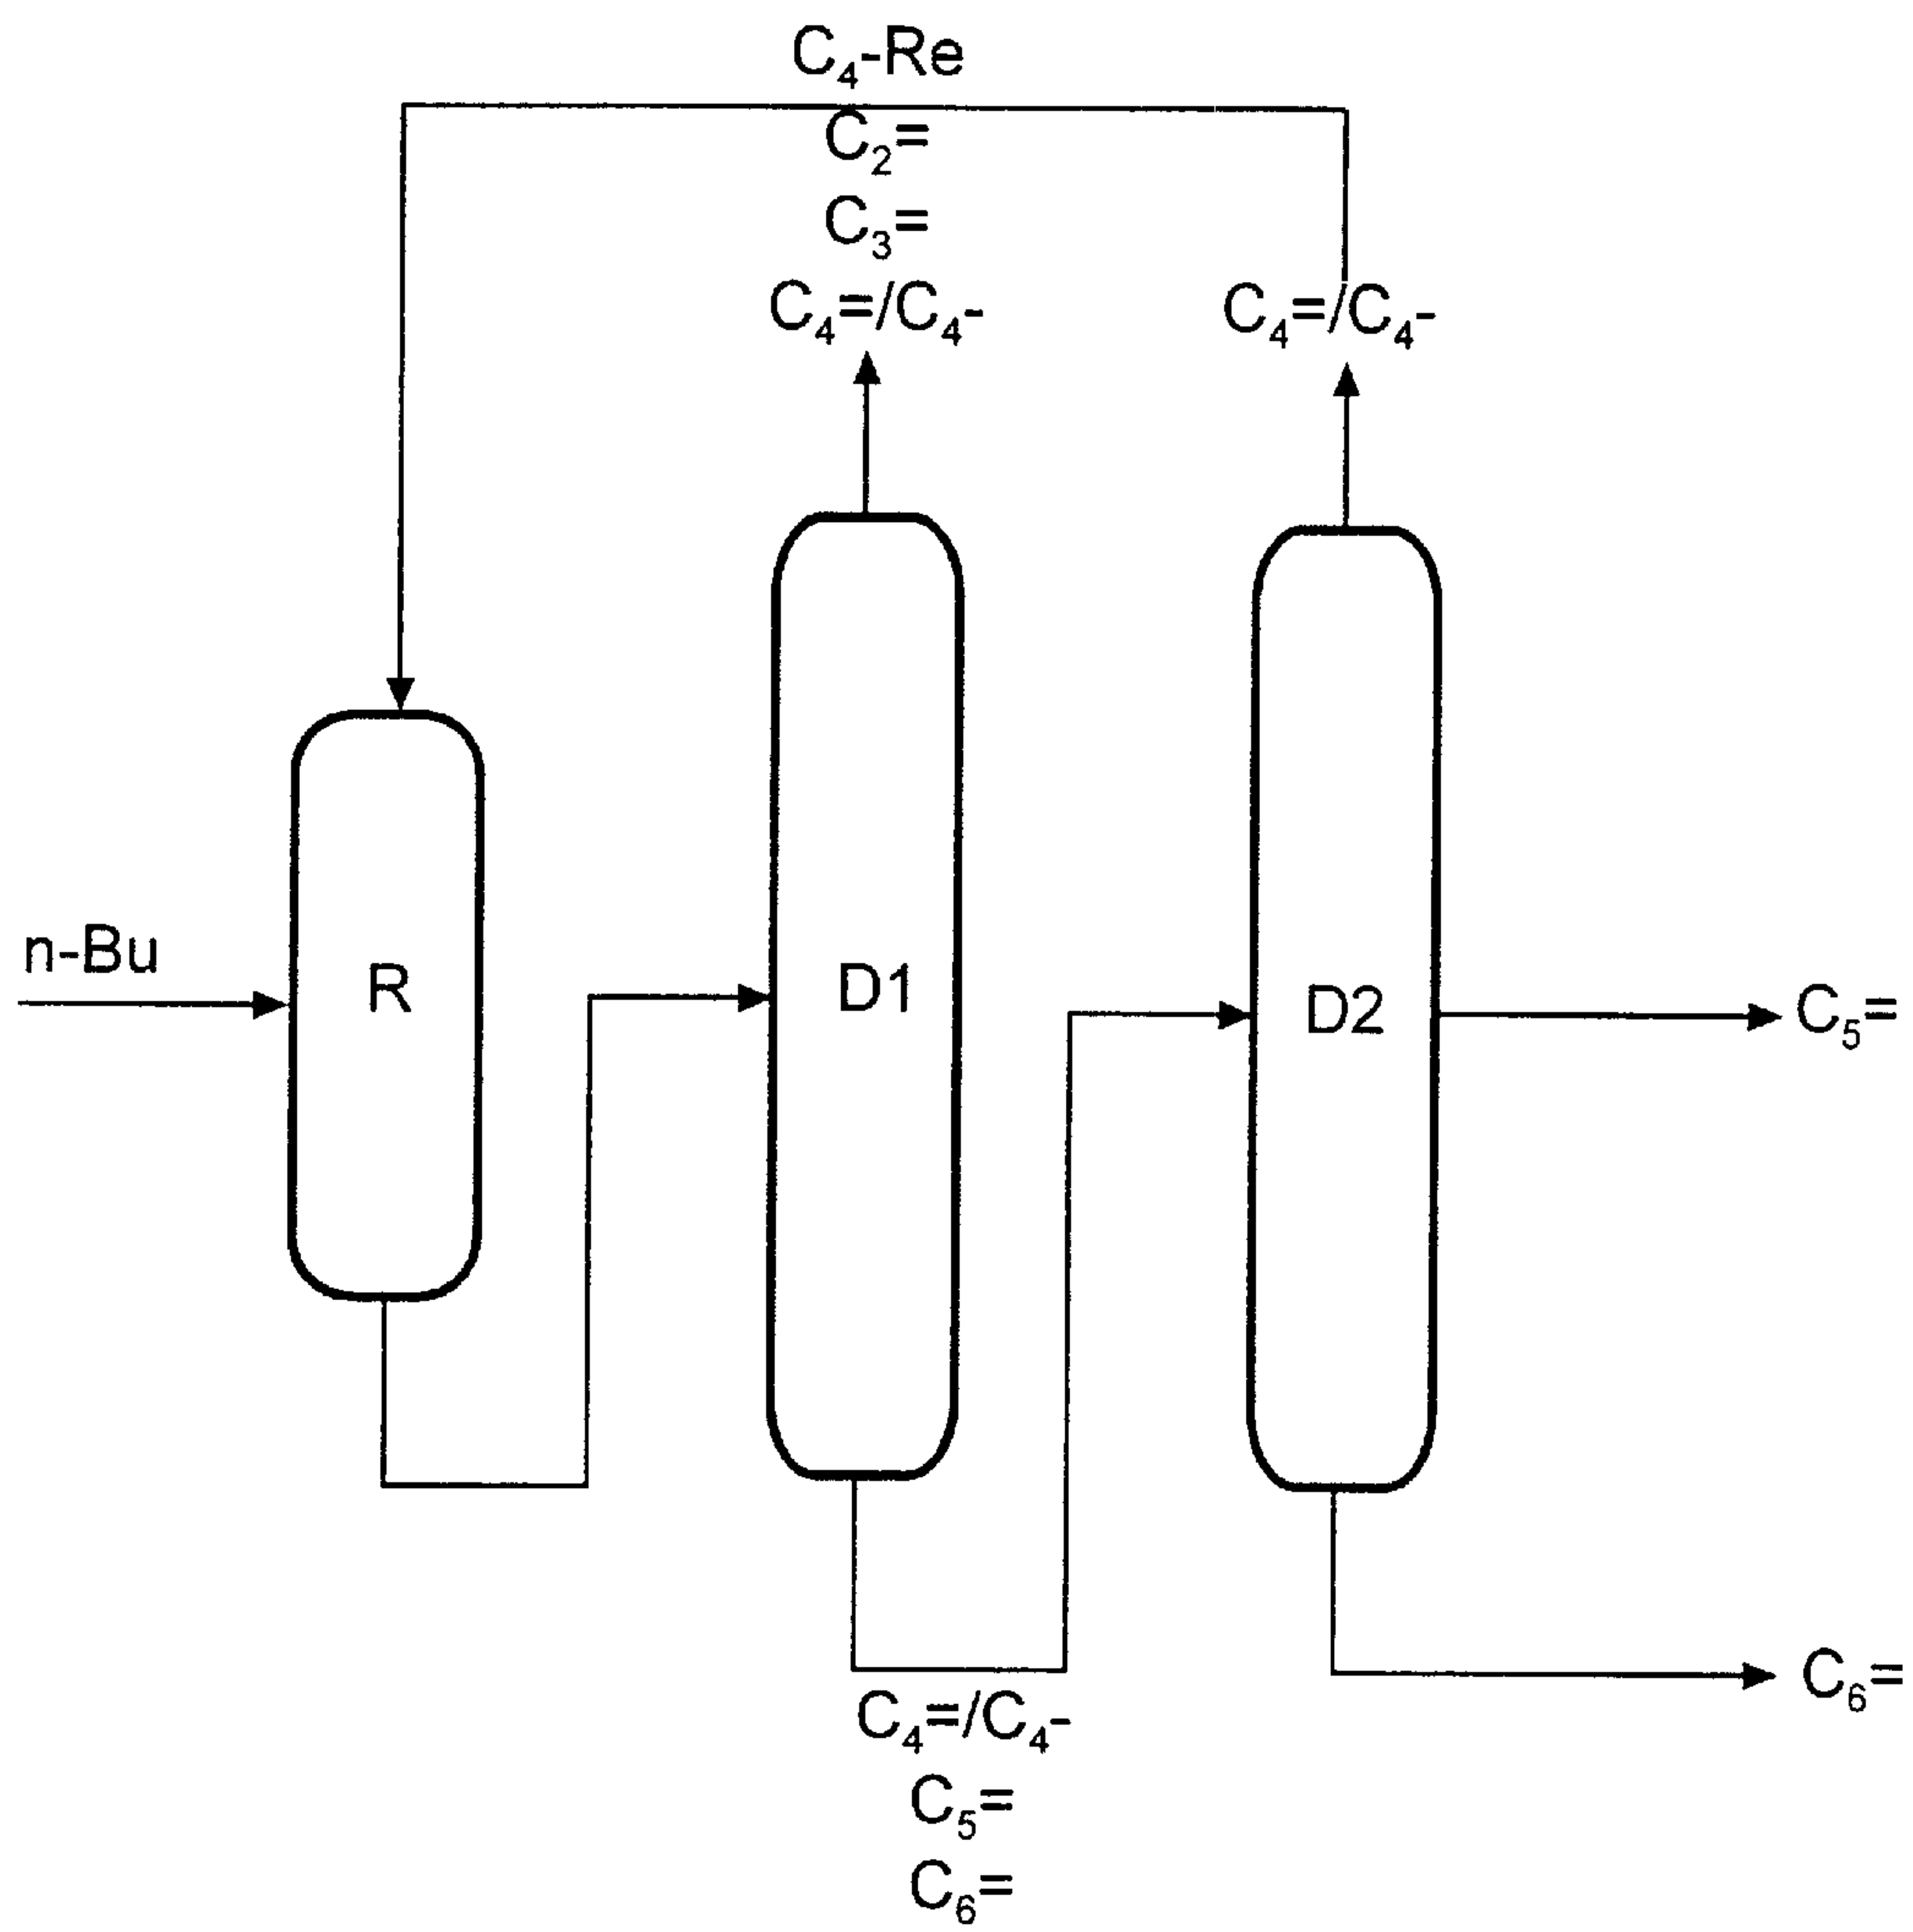 C₄-Re
C₂=
C₃=
C₄=/C₄-
C₄=/C₄-
n-Bu
R
D1
D2
C₅=
C₆=
C₄=/C₄-
C₅=
C₆=